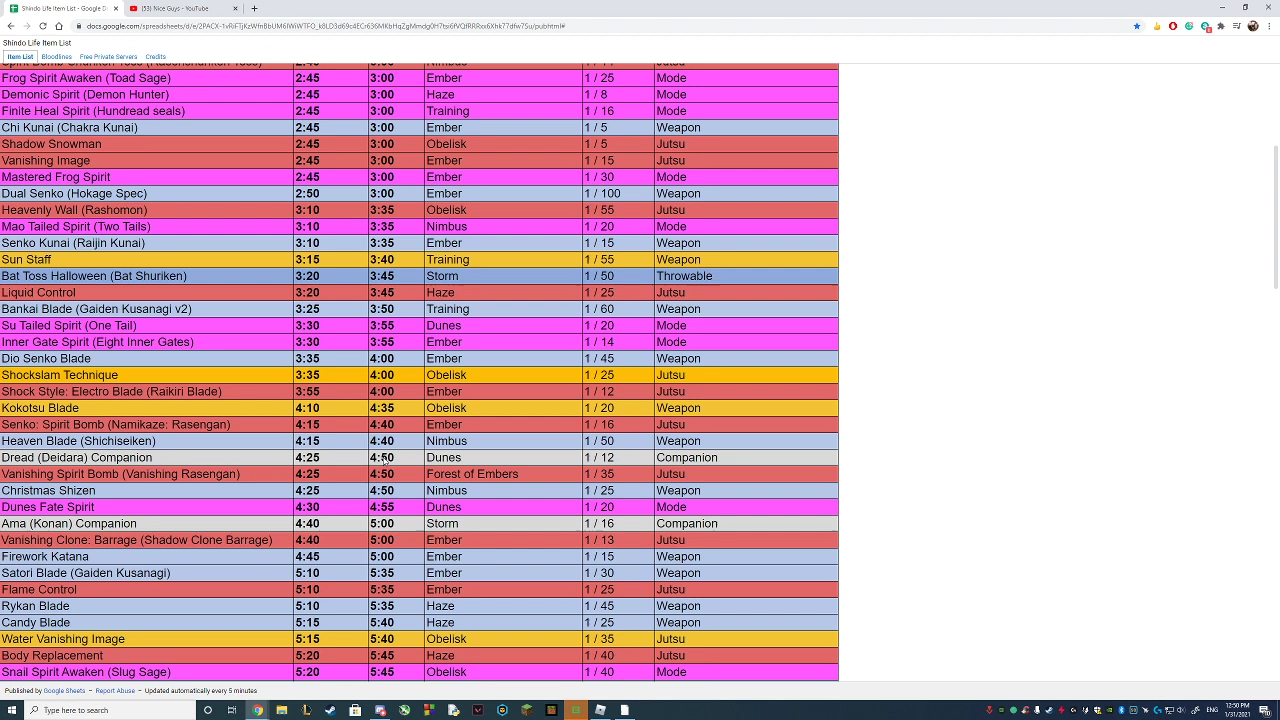 Shindo Life Item List - Google D
(53) Nice Guys - YouTube
Shindo Life Item List
Item List Bloodlines Free Private Servers Credits
Frog Spirit Awaken (Toad Sage) 2:45 3:00 Ember 1 / 25 Mode
Demonic Spirit (Demon Hunter) 2:45 3:00 Haze 1 / 8 Mode
Finite Heal Spirit (Hundread seals) 2:45 3:00 Training 1 / 16 Mode
Chi Kunai (Chakra Kunai) 2:45 3:00 Ember 1 / 5 Weapon
Shadow Snowman 2:45 3:00 Obelisk 1 / 5 Jutsu
Vanishing Image 2:45 3:00 Ember 1 / 15 Jutsu
Mastered Frog Spirit 2:45 3:00 Ember 1 / 30 Mode
Dual Senko (Hokage Spec) 2:50 3:00 Ember 1 / 100 Weapon
Heavenly Wall (Rashomon) 3:10 3:35 Obelisk 1 / 55 Jutsu
Mao Tailed Spirit (Two Tails) 3:10 3:35 Nimbus 1 / 20 Mode
Senko Kunai (Raijin Kunai) 3:10 3:35 Ember 1 / 15 Weapon
Sun Staff 3:15 3:40 Training 1 / 55 Weapon
Bat Toss Halloween (Bat Shuriken) 3:20 3:45 Storm 1 / 50 Throwable
Liquid Control 3:20 3:45 Haze 1 / 25 Jutsu
Bankai Blade (Gaiden Kusanagi v2) 3:25 3:50 Training 1 / 60 Weapon
Su Tailed Spirit (One Tail) 3:30 3:55 Dunes 1 / 20 Mode
Inner Gate Spirit (Eight Inner Gates) 3:30 3:55 Ember 1 / 14 Mode
Dio Senko Blade 3:35 4:00 Ember 1 / 45 Weapon
Shockslam Technique 3:35 4:00 Obelisk 1 / 25 Jutsu
Shock Style: Electro Blade (Raikiri Blade) 3:55 4:00 Ember 1 / 12 Jutsu
Kokotsu Blade 4:10 4:35 Obelisk 1 / 20 Weapon
Senko: Spirit Bomb (Namikaze: Rasengan) 4:15 4:40 Ember 1 / 16 Jutsu
Heaven Blade (Shichiseiken) 4:15 4:40 Nimbus 1 / 50 Weapon
Dread (Deidara) Companion 4:25 4:50 Dunes 1 / 12 Companion
Vanishing Spirit Bomb (Vanishing Rasengan) 4:25 4:50 Forest of Embers 1 / 35 Jutsu
Christmas Shizen 4:25 4:50 Nimbus 1 / 25 Weapon
Dunes Fate Spirit 4:30 4:55 Dunes 1 / 20 Mode
Ama (Konan) Companion 4:40 5:00 Storm 1 / 16 Companion
Vanishing Clone: Barrage (Shadow Clone Barrage) 4:40 5:00 Ember 1 / 13 Jutsu
Firework Katana 4:45 5:00 Ember 1 / 15 Weapon
Satori Blade (Gaiden Kusanagi) 5:10 5:35 Ember 1 / 30 Weapon
Flame Control 5:10 5:35 Ember 1 / 25 Jutsu
Rykan Blade 5:10 5:35 Haze 1 / 45 Weapon
Candy Blade 5:15 5:40 Haze 1 / 25 Weapon
Water Vanishing Image 5:15 5:40 Obelisk 1 / 35 Jutsu
Body Replacement 5:20 5:45 Haze 1 / 40 Jutsu
Snail Spirit Awaken (Slug Sage) 5:20 5:45 Obelisk 1 / 40 Mode
Published by Google Sheets - Report Abuse - Updated automatically every 5 minutes
Type here to search
ENG
12:50 PM
1/31/2021